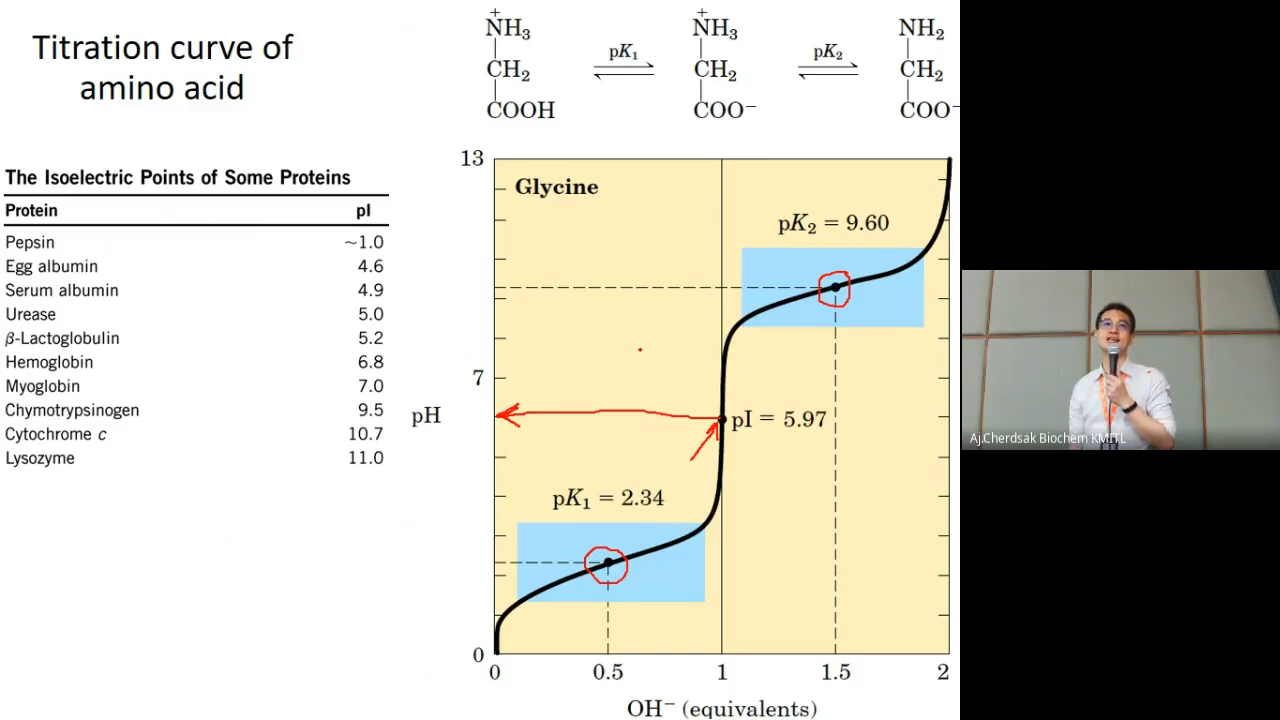 Titration curve of
amino acid
The Isoelectric Points of Some Proteins
Protein pI
Pepsin ~1.0
Egg albumin 4.6
Serum albumin 4.9
Urease 5.0
β-Lactoglobulin 5.2
Hemoglobin 6.8
Myoglobin 7.0
Chymotrypsinogen 9.5
Cytochrome c 10.7
Lysozyme 11.0
+ +
NH₃ NH₃ NH₂
pK₁ pK₂
CH₂ CH₂ CH₂
COOH COO⁻ COO⁻
13
Glycine
pK₂ = 9.60
7
pH
pI = 5.97
pK₁ = 2.34
0
0 0.5 1 1.5 2
OH⁻ (equivalents)
Aj.Cherdsak Biochem KMITL